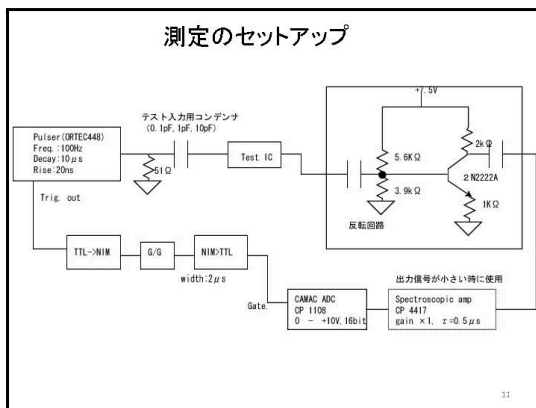 測定のセットアップ
+7.5V
テスト入力用コンデンナ
(0.1pF,1pF,10pF)
Pulser(ORTEC448)
Freq. :100Hz
Decay:10μs
Rise:20ns
51Ω
Test IC
5.6KΩ
3.9kΩ
2kΩ
2N2222A
1KΩ
反転回路
Trig. out
TTL->NIM
G/G
NIM>TTL
width:2μs
Gate.
出力信号が小さい時に使用
CAMAC ADC
CP 1108
0 - +10V,16bit
Spectroscopic amp
CP 4417
gain ×1, τ=0.5μs
11